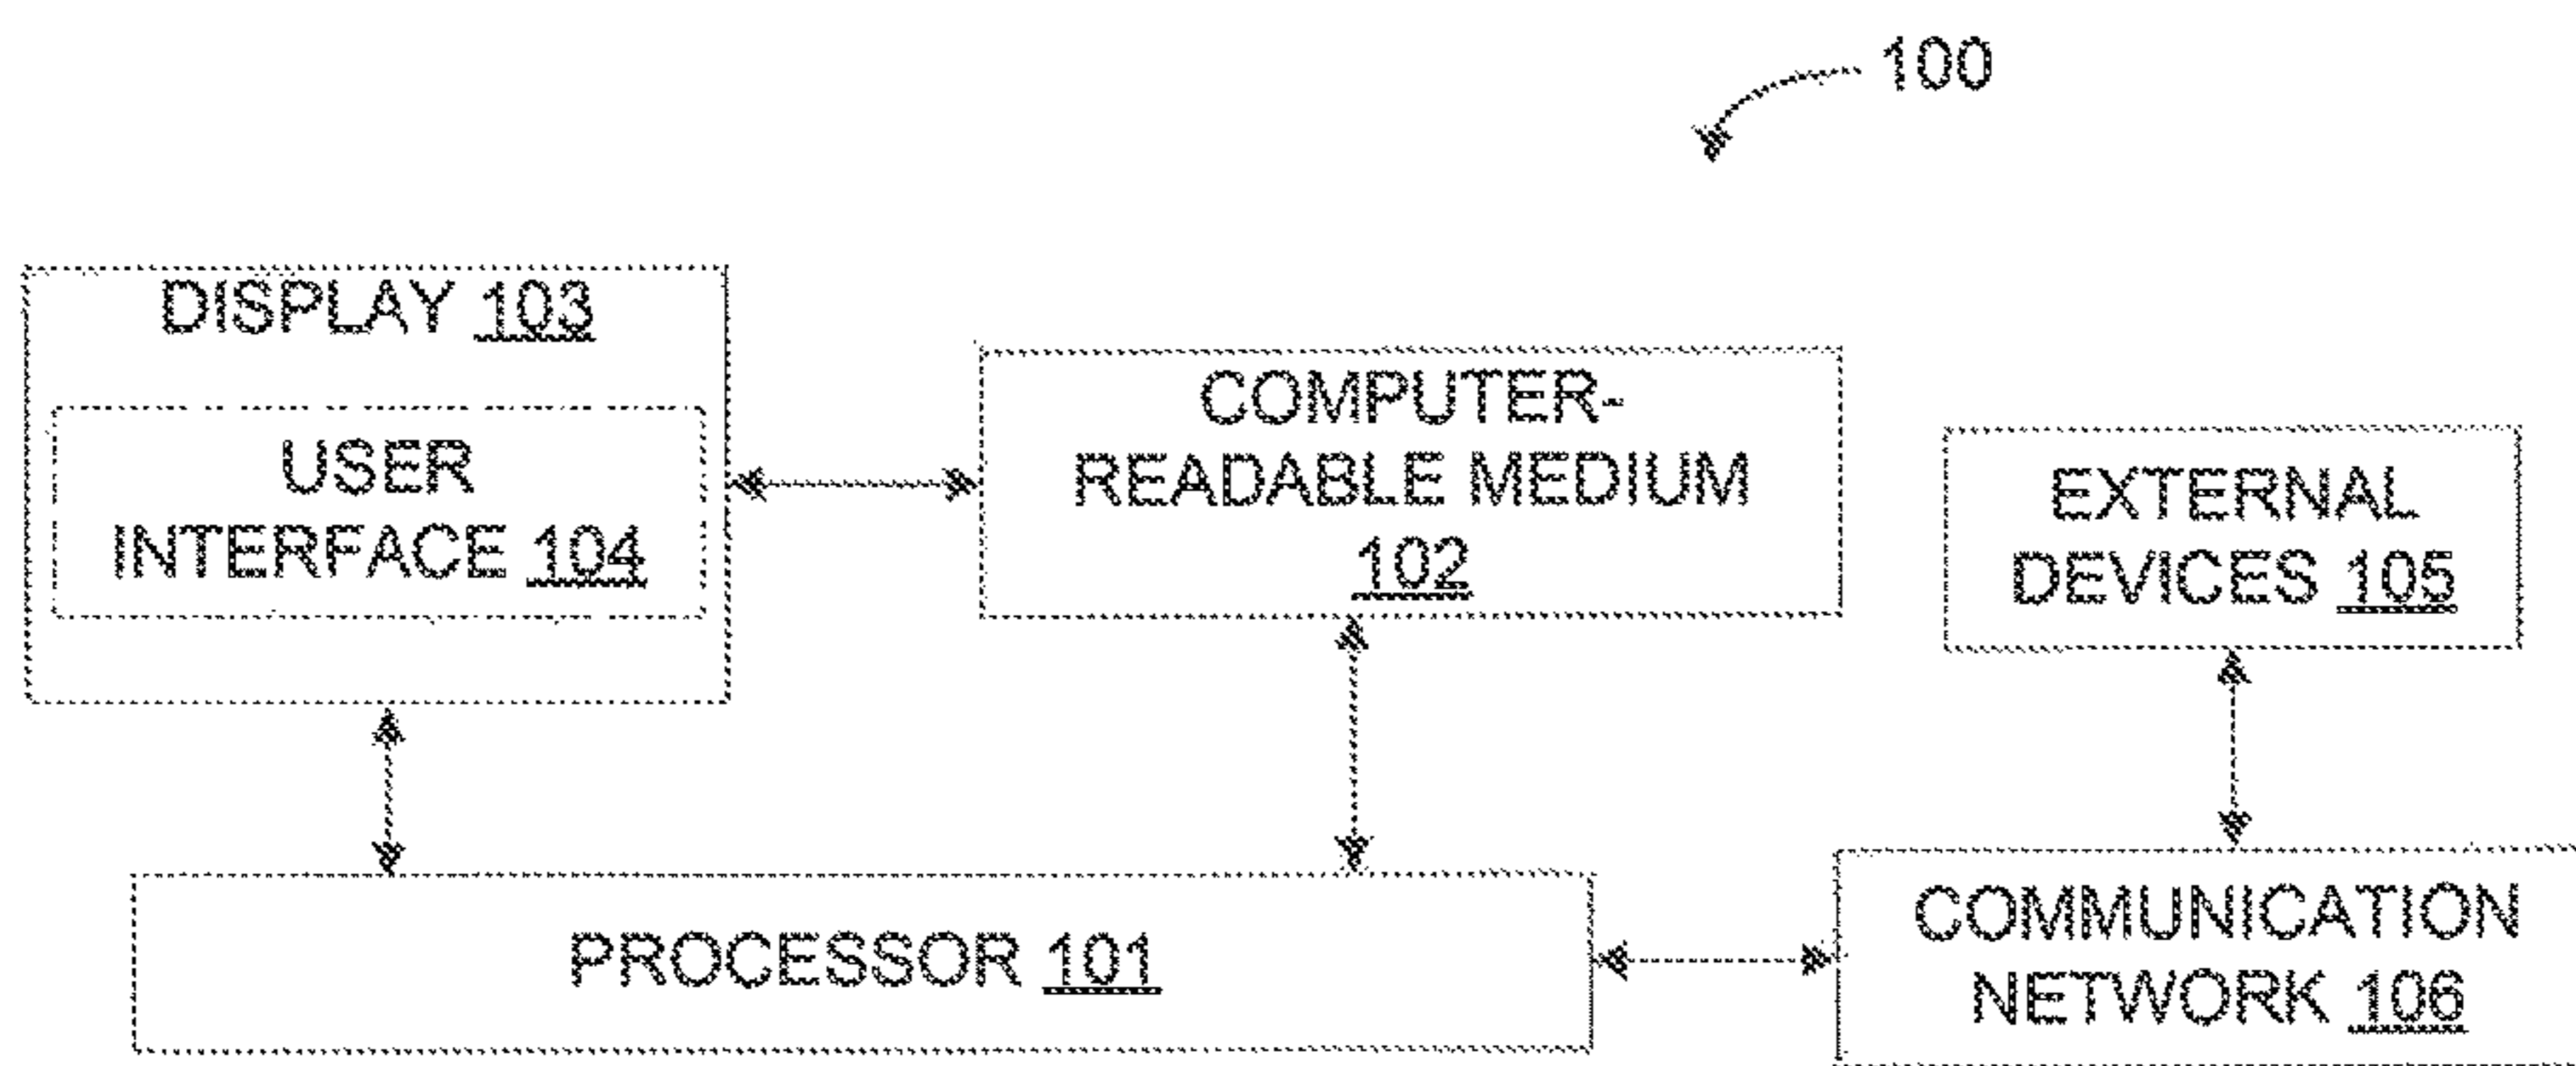 100
DISPLAY 103
USER
INTERFACE 104
COMPUTER-
READABLE MEDIUM
102
EXTERNAL
DEVICES 105
PROCESSOR 101
COMMUNICATION
NETWORK 106